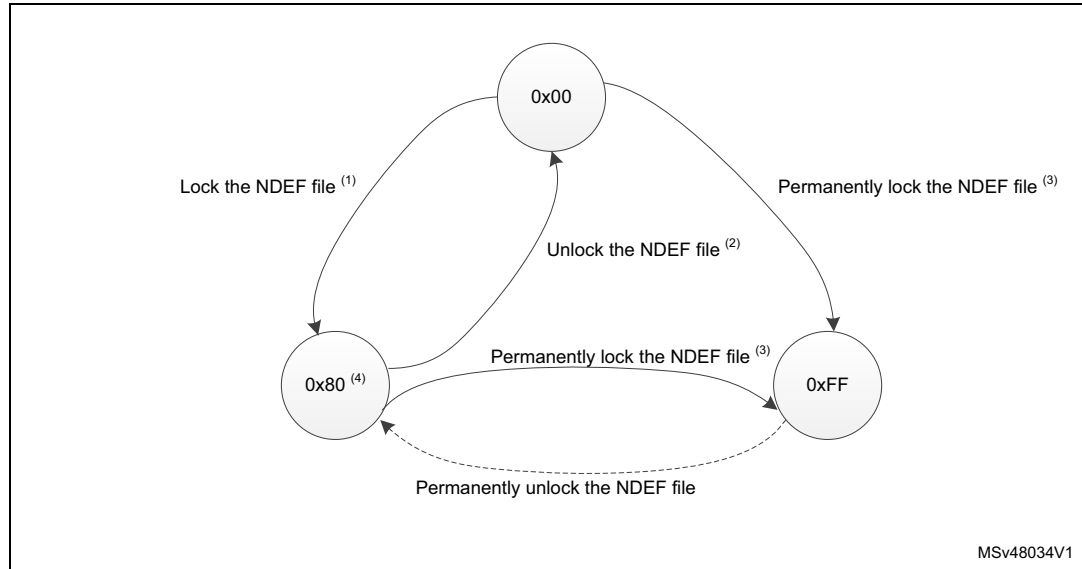 0x00
Lock the NDEF file (1)
Permanently lock the NDEF file (3)
Unlock the NDEF file (2)
Permanently lock the NDEF file (3)
0x80 (4)
0xFF
Permanently unlock the NDEF file
MSv48034V1